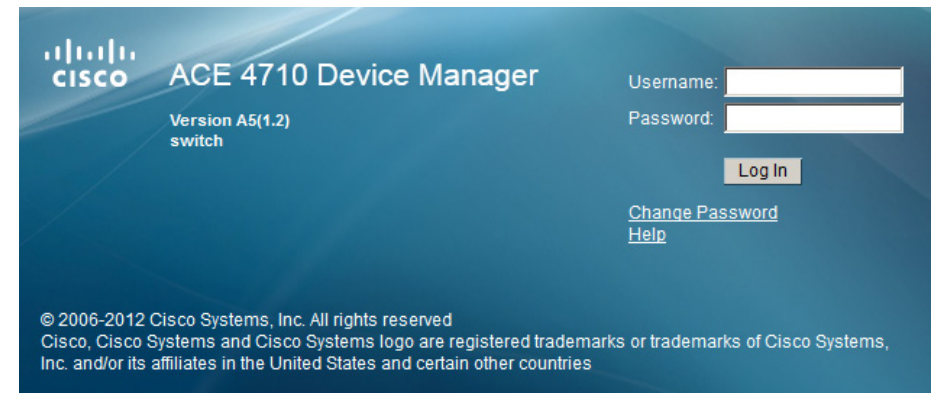 CISCO
ACE 4710 Device Manager
Version A5(1.2)
switch
Username:
Password:
Log In
Change Password
Help
© 2006-2012 Cisco Systems, Inc. All rights reserved
Cisco, Cisco Systems and Cisco Systems logo are registered trademarks or trademarks of Cisco Systems,
Inc. and/or its affiliates in the United States and certain other countries